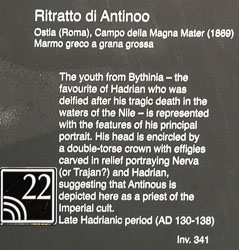 Ritratto di Antinoo
Ostia (Roma), Campo della Magna Mater (1869)
Marmo greco a grana grossa
The youth from Bythinia – the
favourite of Hadrian who was
deified after his tragic death in the
waters of the Nile – is represented
with the features of his principal
portrait. His head is encircled by
a double-torse crown with effigies
carved in relief portraying Nerva
(or Trajan?) and Hadrian,
suggesting that Antinous is
depicted here as a priest of the
Imperial cult.
Late Hadrianic period (AD 130-138)
22
Inv. 341